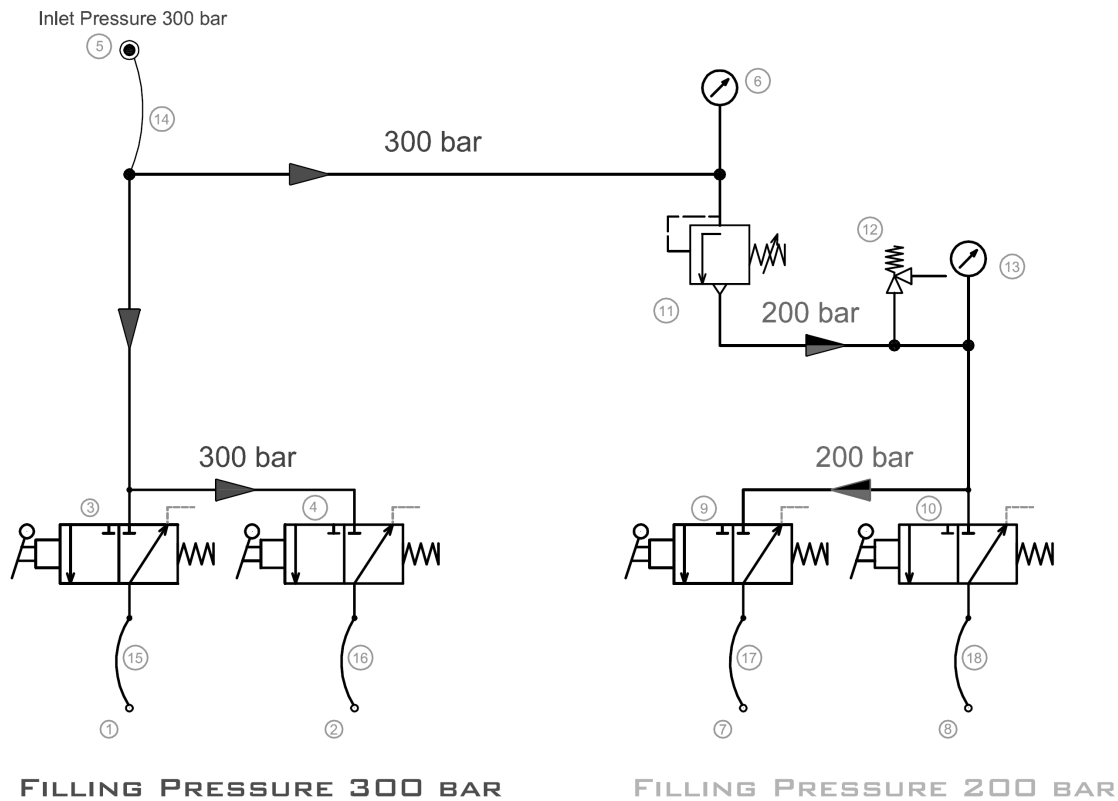 Inlet Pressure 300 bar
5
6
14
300 bar
12
13
11
200 bar
300 bar
200 bar
3
4
9
10
15
16
17
18
1
2
7
8
FILLING PRESSURE 300 BAR
FILLING PRESSURE 200 BAR